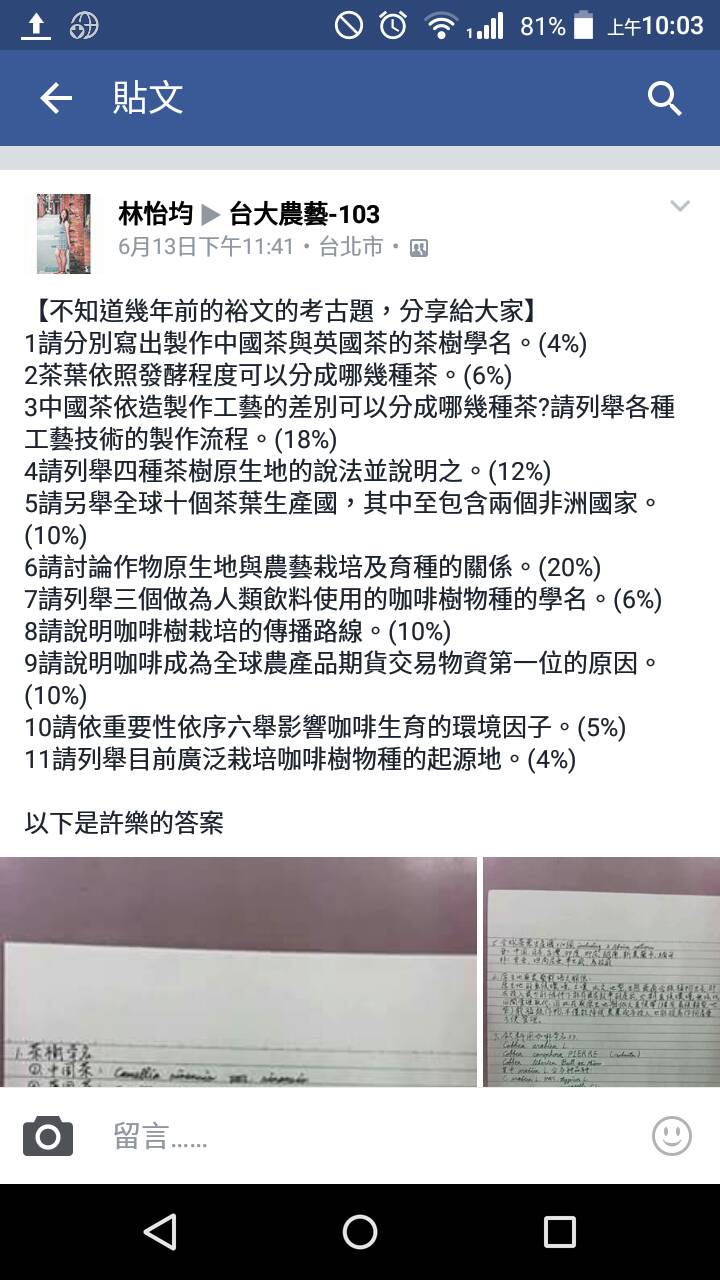 1 81% 上午10:03
貼文
林怡均 ▶ 台大農藝-103
6月13日下午11:41・台北市・
【不知道幾年前的裕文的考古題，分享給大家】
1請分別寫出製作中國茶與英國茶的茶樹學名。(4%)
2茶葉依照發酵程度可以分成哪幾種茶。(6%)
3中國茶依造製作工藝的差別可以分成哪幾種茶?請列舉各種
工藝技術的製作流程。(18%)
4請列舉四種茶樹原生地的說法並說明之。(12%)
5請另舉全球十個茶葉生產國，其中至包含兩個非洲國家。
(10%)
6請討論作物原生地與農藝栽培及育種的關係。(20%)
7請列舉三個做為人類飲料使用的咖啡樹物種的學名。(6%)
8請說明咖啡樹栽培的傳播路線。(10%)
9請說明咖啡成為全球農產品期貨交易物資第一位的原因。
(10%)
10請依重要性依序六舉影響咖啡生育的環境因子。(5%)
11請列舉目前廣泛栽培咖啡樹物種的起源地。(4%)
以下是許樂的答案
1. 茶樹學名
① 中國茶: Camellia sinensis var. sinensis
留言......